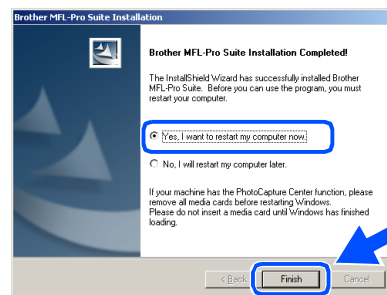 Brother MFL-Pro Suite Installation
Brother MFL-Pro Suite Installation Completed!
The InstallShield Wizard has successfully installed Brother
MFL-Pro Suite. Before you can use the program, you must
restart your computer.
Yes, I want to restart my computer now.
No, I will restart my computer later.
If your machine has the PhotoCapture Center function, please
remove all media cards before restarting Windows.
Please do not insert a media card until Windows has finished
loading.
< Back
Finish
Cancel